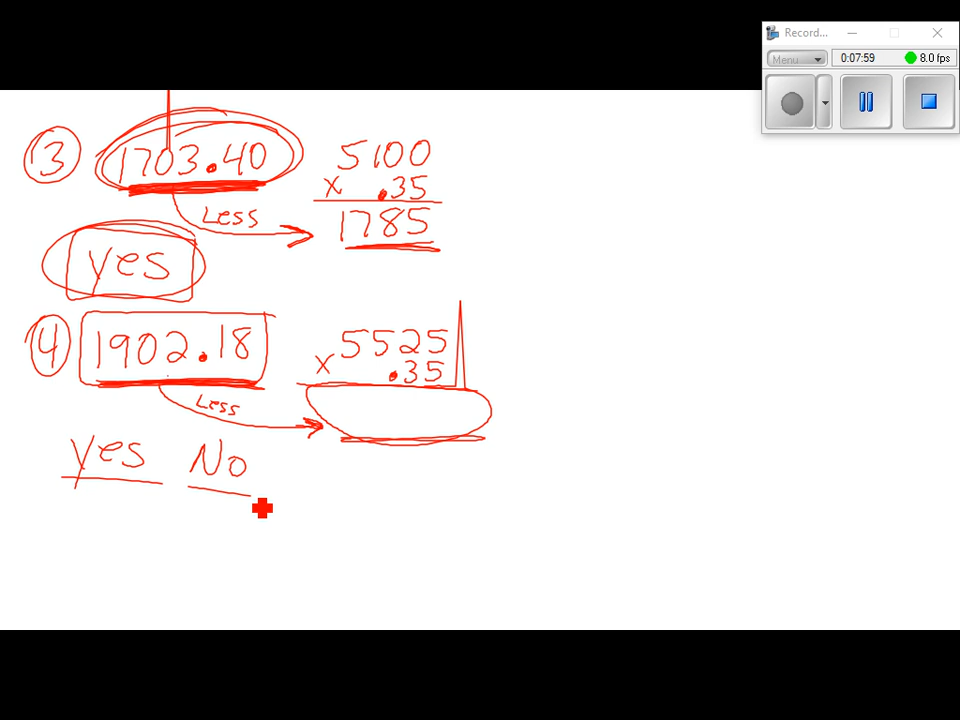 Record...
Menu 0:07:59 8.0 fps
3 1703.40 5100
x .35
Less 1785
yes
4 1902.18 5525
x .35
Less
yes No